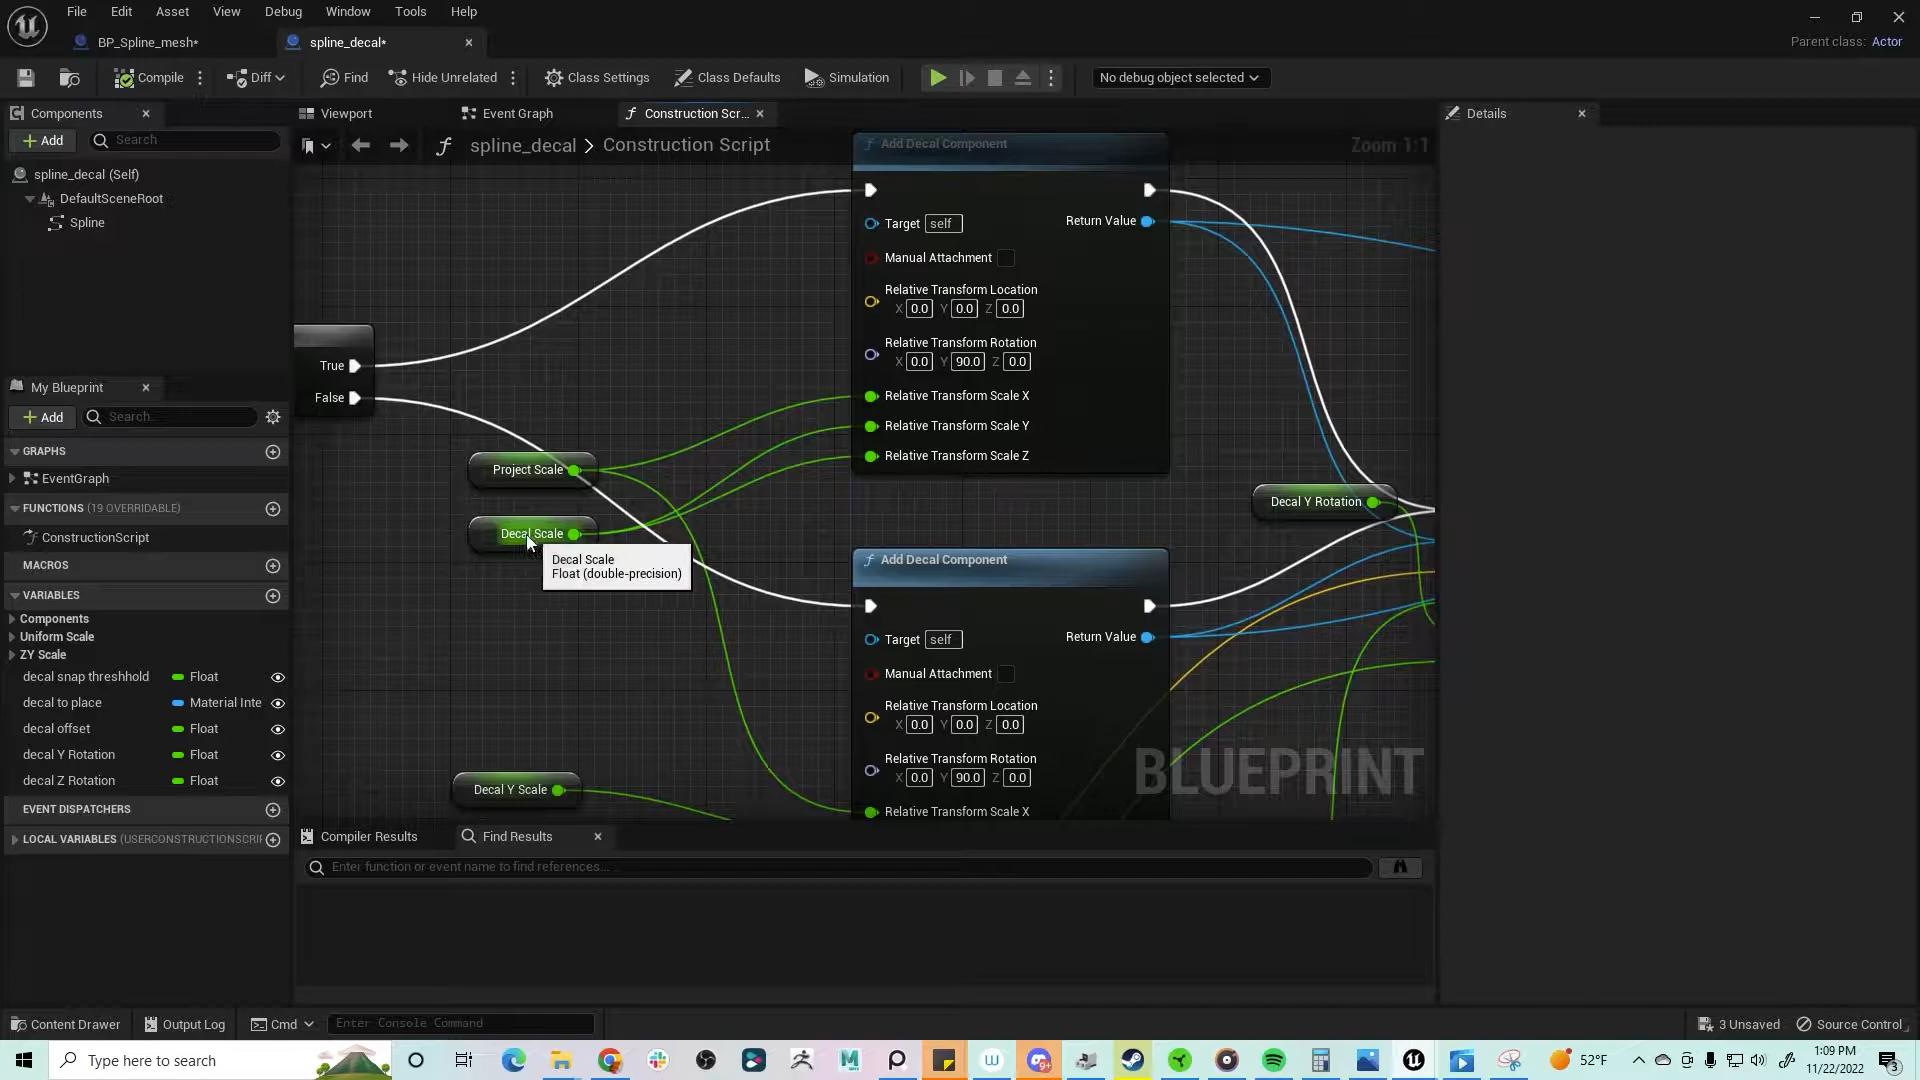 File Edit Asset View Debug Window Tools Help
BP_Spline_mesh* spline_decal*
Parent class: Actor
Compile Diff Find Hide Unrelated Class Settings Class Defaults Simulation No debug object selected
Components
Add Search
spline_decal (Self)
DefaultSceneRoot
Spline
My Blueprint
Add Search...
GRAPHS
EventGraph
FUNCTIONS (19 OVERRIDABLE)
ConstructionScript
MACROS
VARIABLES
Components
Uniform Scale
ZY Scale
decal snap threshhold Float
decal to place Material Inte
decal offset Float
decal Y Rotation Float
decal Z Rotation Float
EVENT DISPATCHERS
LOCAL VARIABLES (USERCONSTRUCTIONSCRIP
Viewport Event Graph Construction Scr...
spline_decal > Construction Script
Zoom 1:1
True
False
Project Scale
Decal Scale
Decal Scale
Float (double-precision)
Decal Y Scale
Add Decal Component
Target self
Return Value
Manual Attachment
Relative Transform Location
X 0.0 Y 0.0 Z 0.0
Relative Transform Rotation
X 0.0 Y 90.0 Z 0.0
Relative Transform Scale X
Relative Transform Scale Y
Relative Transform Scale Z
Decal Y Rotation
Add Decal Component
Target self
Return Value
Manual Attachment
Relative Transform Location
X 0.0 Y 0.0 Z 0.0
Relative Transform Rotation
X 0.0 Y 90.0 Z 0.0
Relative Transform Scale X
BLUEPRINT
Details
Compiler Results Find Results
Enter function or event name to find references...
Content Drawer Output Log Cmd Enter Console Command
3 Unsaved Source Control
Type here to search
9+
52°F
1:09 PM
11/22/2022
3